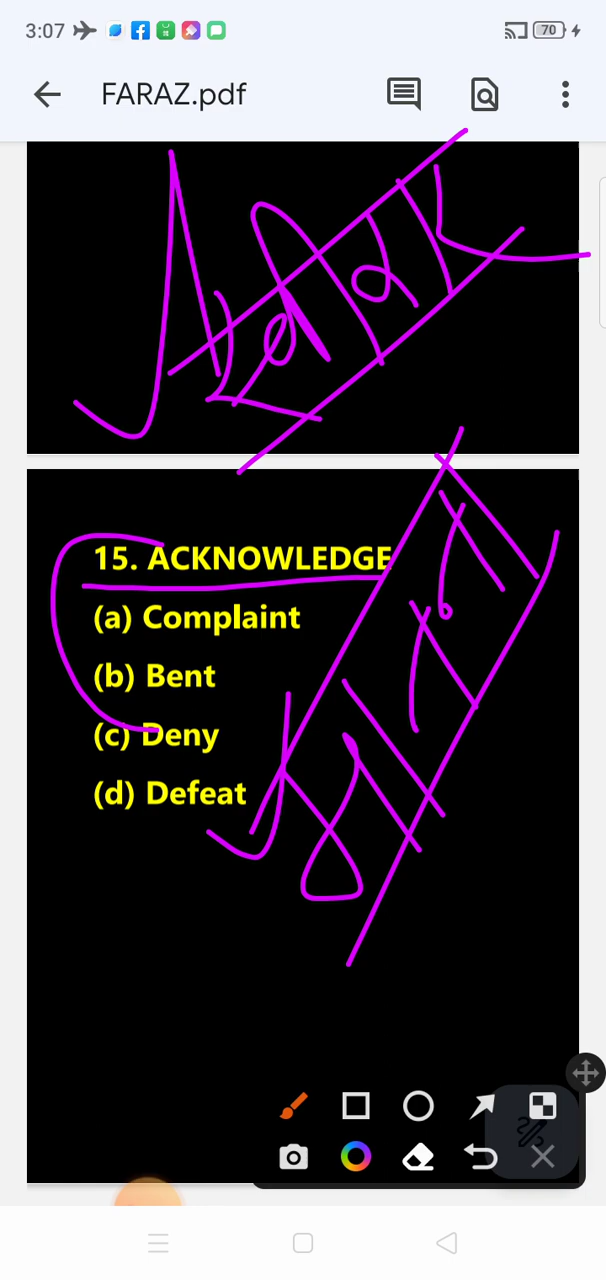 3:07
70
FARAZ.pdf
15. ACKNOWLEDGE
(a) Complaint
(b) Bent
(c) Deny
(d) Defeat